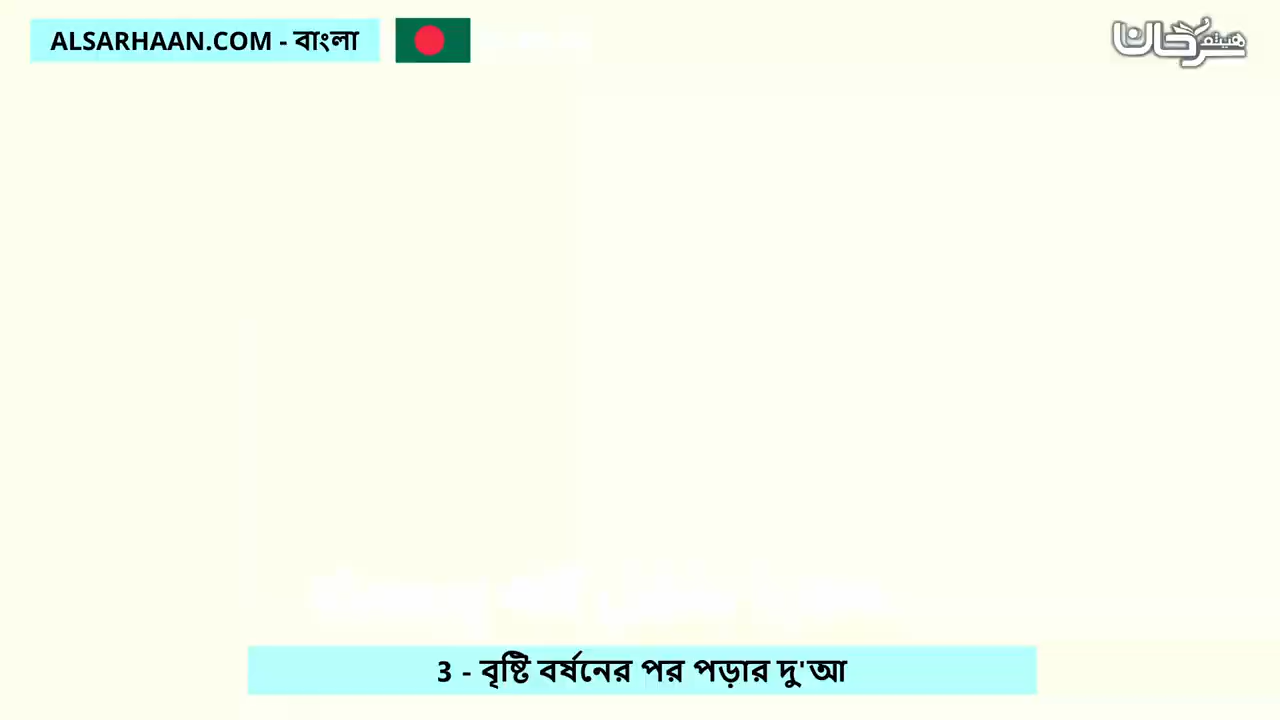 ALSARHAAN.COM - বাংলা
3 - বৃষ্টি বর্ষনের পর পড়ার দু'আ